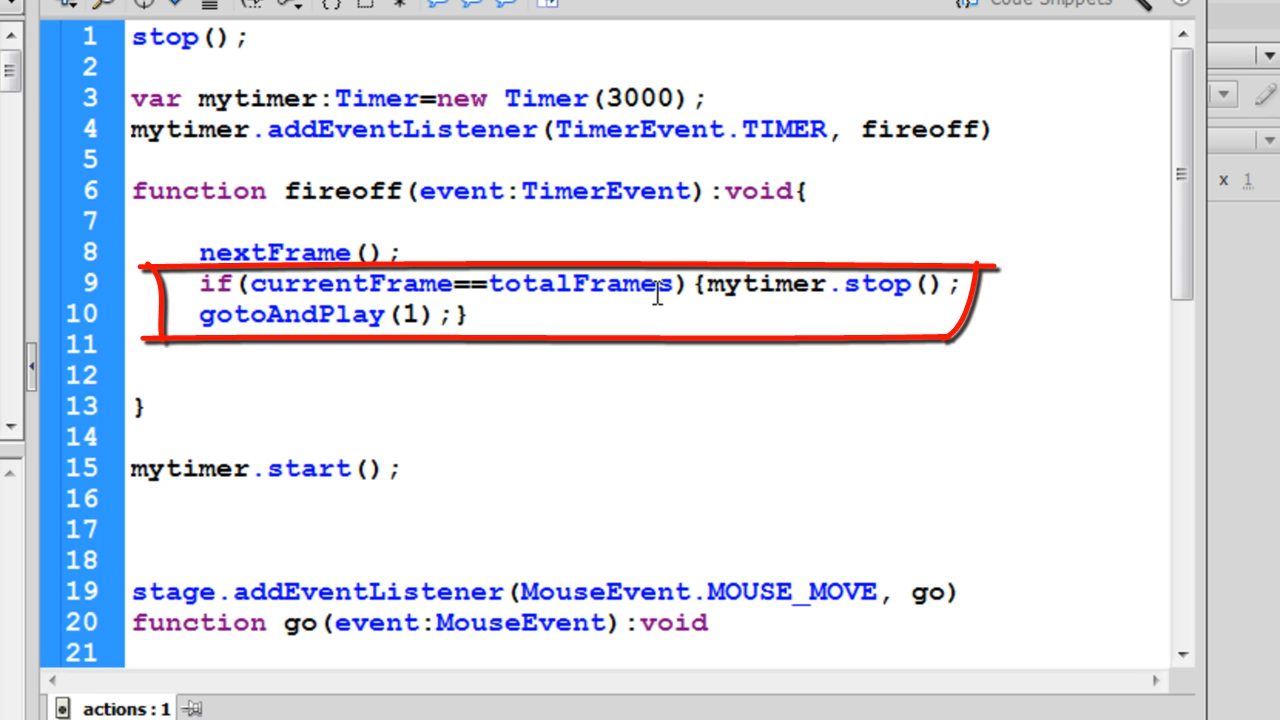 Code Snippets
1 stop();
2
3 var mytimer:Timer=new Timer(3000);
4 mytimer.addEventListener(TimerEvent.TIMER, fireoff)
5
6 function fireoff(event:TimerEvent):void{
7
8 nextFrame();
9 if(currentFrame==totalFrames){mytimer.stop();
10 gotoAndPlay(1);}
11
12
13 }
14
15 mytimer.start();
16
17
18
19 stage.addEventListener(MouseEvent.MOUSE_MOVE, go)
20 function go(event:MouseEvent):void
21
x 1
actions : 1